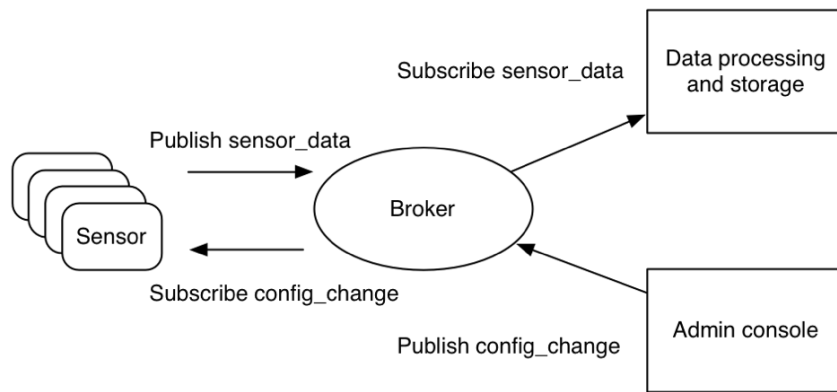 Subscribe sensor_data
Data processing
and storage
Publish sensor_data
Sensor
Broker
Subscribe config_change
Publish config_change
Admin console